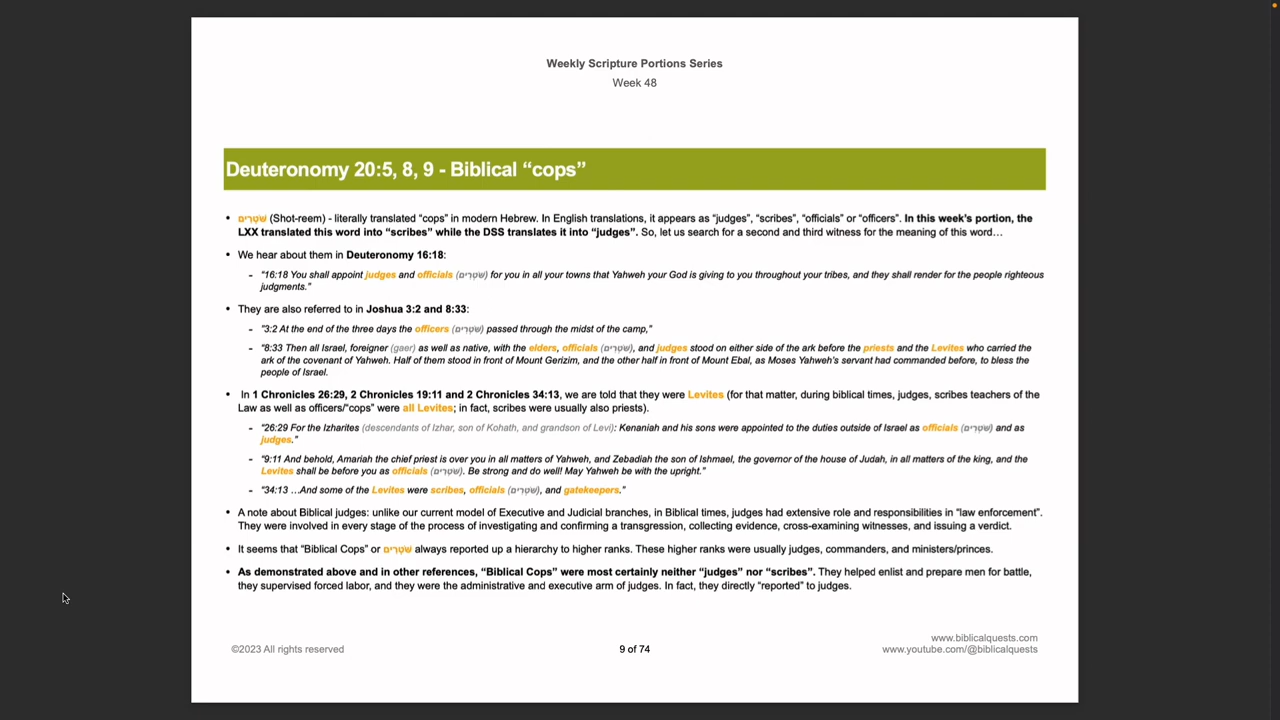 Weekly Scripture Portions Series
Week 48
Deuteronomy 20:5, 8, 9 - Biblical “cops”
• שֹׁטְרִים (Shot-reem) - literally translated “cops” in modern Hebrew. In English translations, it appears as “judges”, “scribes”, “officials” or “officers”. In this week’s portion, the
LXX translated this word into “scribes” while the DSS translates it into “judges”. So, let us search for a second and third witness for the meaning of this word…
• We hear about them in Deuteronomy 16:18:
- “16:18 You shall appoint judges and officials (שֹׁטְרִים) for you in all your towns that Yahweh your God is giving to you throughout your tribes, and they shall render for the people righteous
judgments.”
• They are also referred to in Joshua 3:2 and 8:33:
- “3:2 At the end of the three days the officers (שֹׁטְרִים) passed through the midst of the camp,”
- “8:33 Then all Israel, foreigner (gaer) as well as native, with the elders, officials (שֹׁטְרִים), and judges stood on either side of the ark before the priests and the Levites who carried the
ark of the covenant of Yahweh. Half of them stood in front of Mount Gerizim, and the other half in front of Mount Ebal, as Moses Yahweh’s servant had commanded before, to bless the
people of Israel.
• In 1 Chronicles 26:29, 2 Chronicles 19:11 and 2 Chronicles 34:13, we are told that they were Levites (for that matter, during biblical times, judges, scribes teachers of the
Law as well as officers/“cops” were all Levites; in fact, scribes were usually also priests).
- “26:29 For the Izharites (descendants of Izhar, son of Kohath, and grandson of Levi): Kenaniah and his sons were appointed to the duties outside of Israel as officials (שֹׁטְרִים) and as
judges.”
- “9:11 And behold, Amariah the chief priest is over you in all matters of Yahweh, and Zebadiah the son of Ishmael, the governor of the house of Judah, in all matters of the king, and the
Levites shall be before you as officials (שֹׁטְרִים). Be strong and do well! May Yahweh be with the upright.”
- “34:13 …And some of the Levites were scribes, officials (שֹׁטְרִים), and gatekeepers.”
• A note about Biblical judges: unlike our current model of Executive and Judicial branches, in Biblical times, judges had extensive role and responsibilities in “law enforcement”.
They were involved in every stage of the process of investigating and confirming a transgression, collecting evidence, cross-examining witnesses, and issuing a verdict.
• It seems that “Biblical Cops” or שֹׁטְרִים always reported up a hierarchy to higher ranks. These higher ranks were usually judges, commanders, and ministers/princes.
• As demonstrated above and in other references, “Biblical Cops” were most certainly neither “judges” nor “scribes”. They helped enlist and prepare men for battle,
they supervised forced labor, and they were the administrative and executive arm of judges. In fact, they directly “reported” to judges.
©2023 All rights reserved
9 of 74
www.biblicalquests.com
www.youtube.com/@biblicalquests